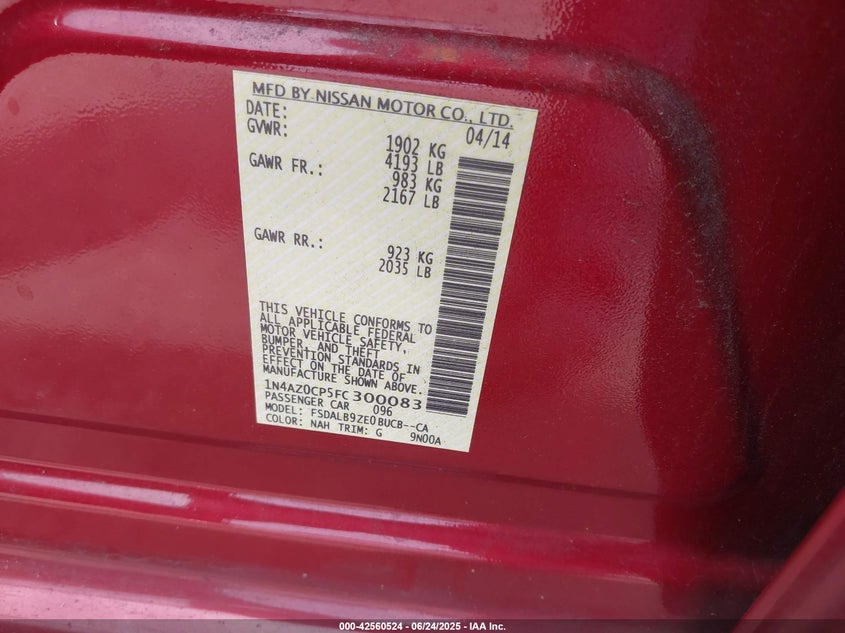 MFD BY NISSAN MOTOR CO., LTD.
DATE: 04/14
GVWR: 1902 KG
4193 LB
GAWR FR.: 983 KG
2167 LB
GAWR RR.: 923 KG
2035 LB
THIS VEHICLE CONFORMS TO
ALL APPLICABLE FEDERAL
MOTOR VEHICLE SAFETY,
BUMPER, AND THEFT
PREVENTION STANDARDS IN
EFFECT ON THE DATE OF
MANUFACTURE SHOWN ABOVE.
1N4AZ0CP5FC300083
PASSENGER CAR 096
MODEL: FSDALB9ZE0BUCB--CA
COLOR: NAH TRIM: G 9N00A
000-42560524 - 06/24/2025 - IAA Inc.